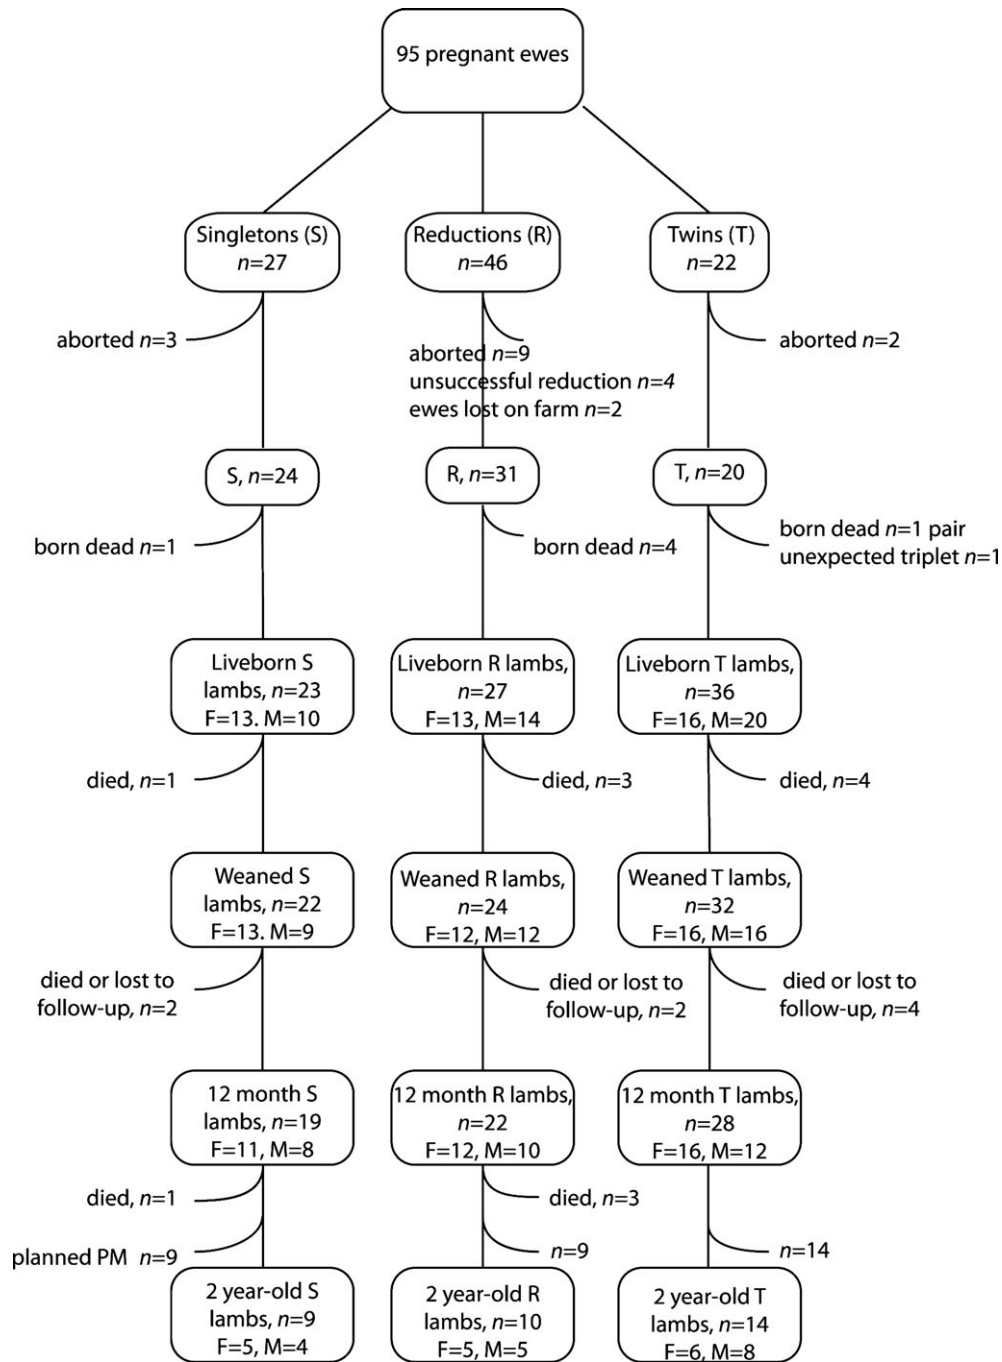 95 pregnant ewes
Singletons (S)
n=27
Reductions (R)
n=46
Twins (T)
n=22
aborted n=3
aborted n=9
unsuccessful reduction n=4
ewes lost on farm n=2
aborted n=2
S, n=24
R, n=31
T, n=20
born dead n=1
born dead n=4
born dead n=1 pair
unexpected triplet n=1
Liveborn S
lambs, n=23
F=13. M=10
Liveborn R lambs,
n=27
F=13, M=14
Liveborn T lambs,
n=36
F=16, M=20
died, n=1
died, n=3
died, n=4
Weaned S
lambs, n=22
F=13. M=9
Weaned R lambs,
n=24
F=12, M=12
Weaned T lambs,
n=32
F=16, M=16
died or lost to
follow-up, n=2
died or lost to
follow-up, n=2
died or lost to
follow-up, n=4
12 month S
lambs, n=19
F=11, M=8
12 month R lambs,
n=22
F=12, M=10
12 month T lambs,
n=28
F=16, M=12
died, n=1
died, n=3
planned PM n=9
n=9
n=14
2 year-old S
lambs, n=9
F=5, M=4
2 year-old R
lambs, n=10
F=5, M=5
2 year-old T
lambs, n=14
F=6, M=8